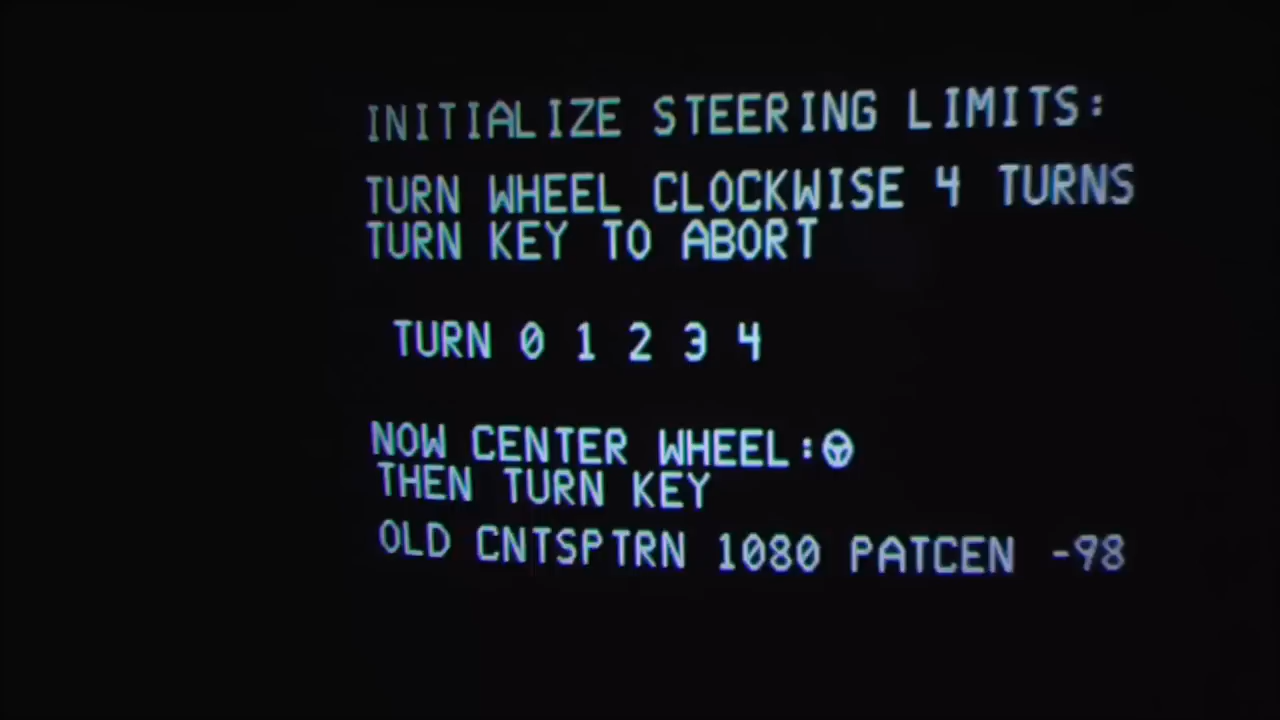 INITIALIZE STEERING LIMITS:
TURN WHEEL CLOCKWISE 4 TURNS
TURN KEY TO ABORT
TURN 0 1 2 3 4
NOW CENTER WHEEL:
THEN TURN KEY
OLD CNTSPTRN 1080 PATCEN -98